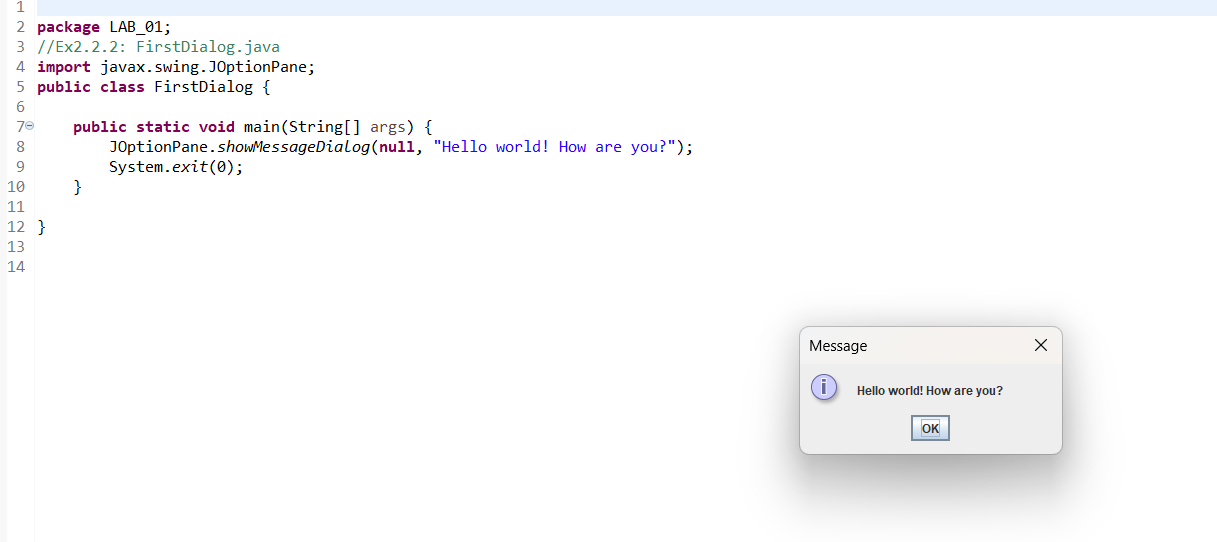 1
2 package LAB_01;
3 //Ex2.2.2: FirstDialog.java
4 import javax.swing.JOptionPane;
5 public class FirstDialog {
6
7 public static void main(String[] args) {
8 JOptionPane.showMessageDialog(null, "Hello world! How are you?");
9 System.exit(0);
10 }
11
12 }
13
14
Message
i
Hello world! How are you?
OK